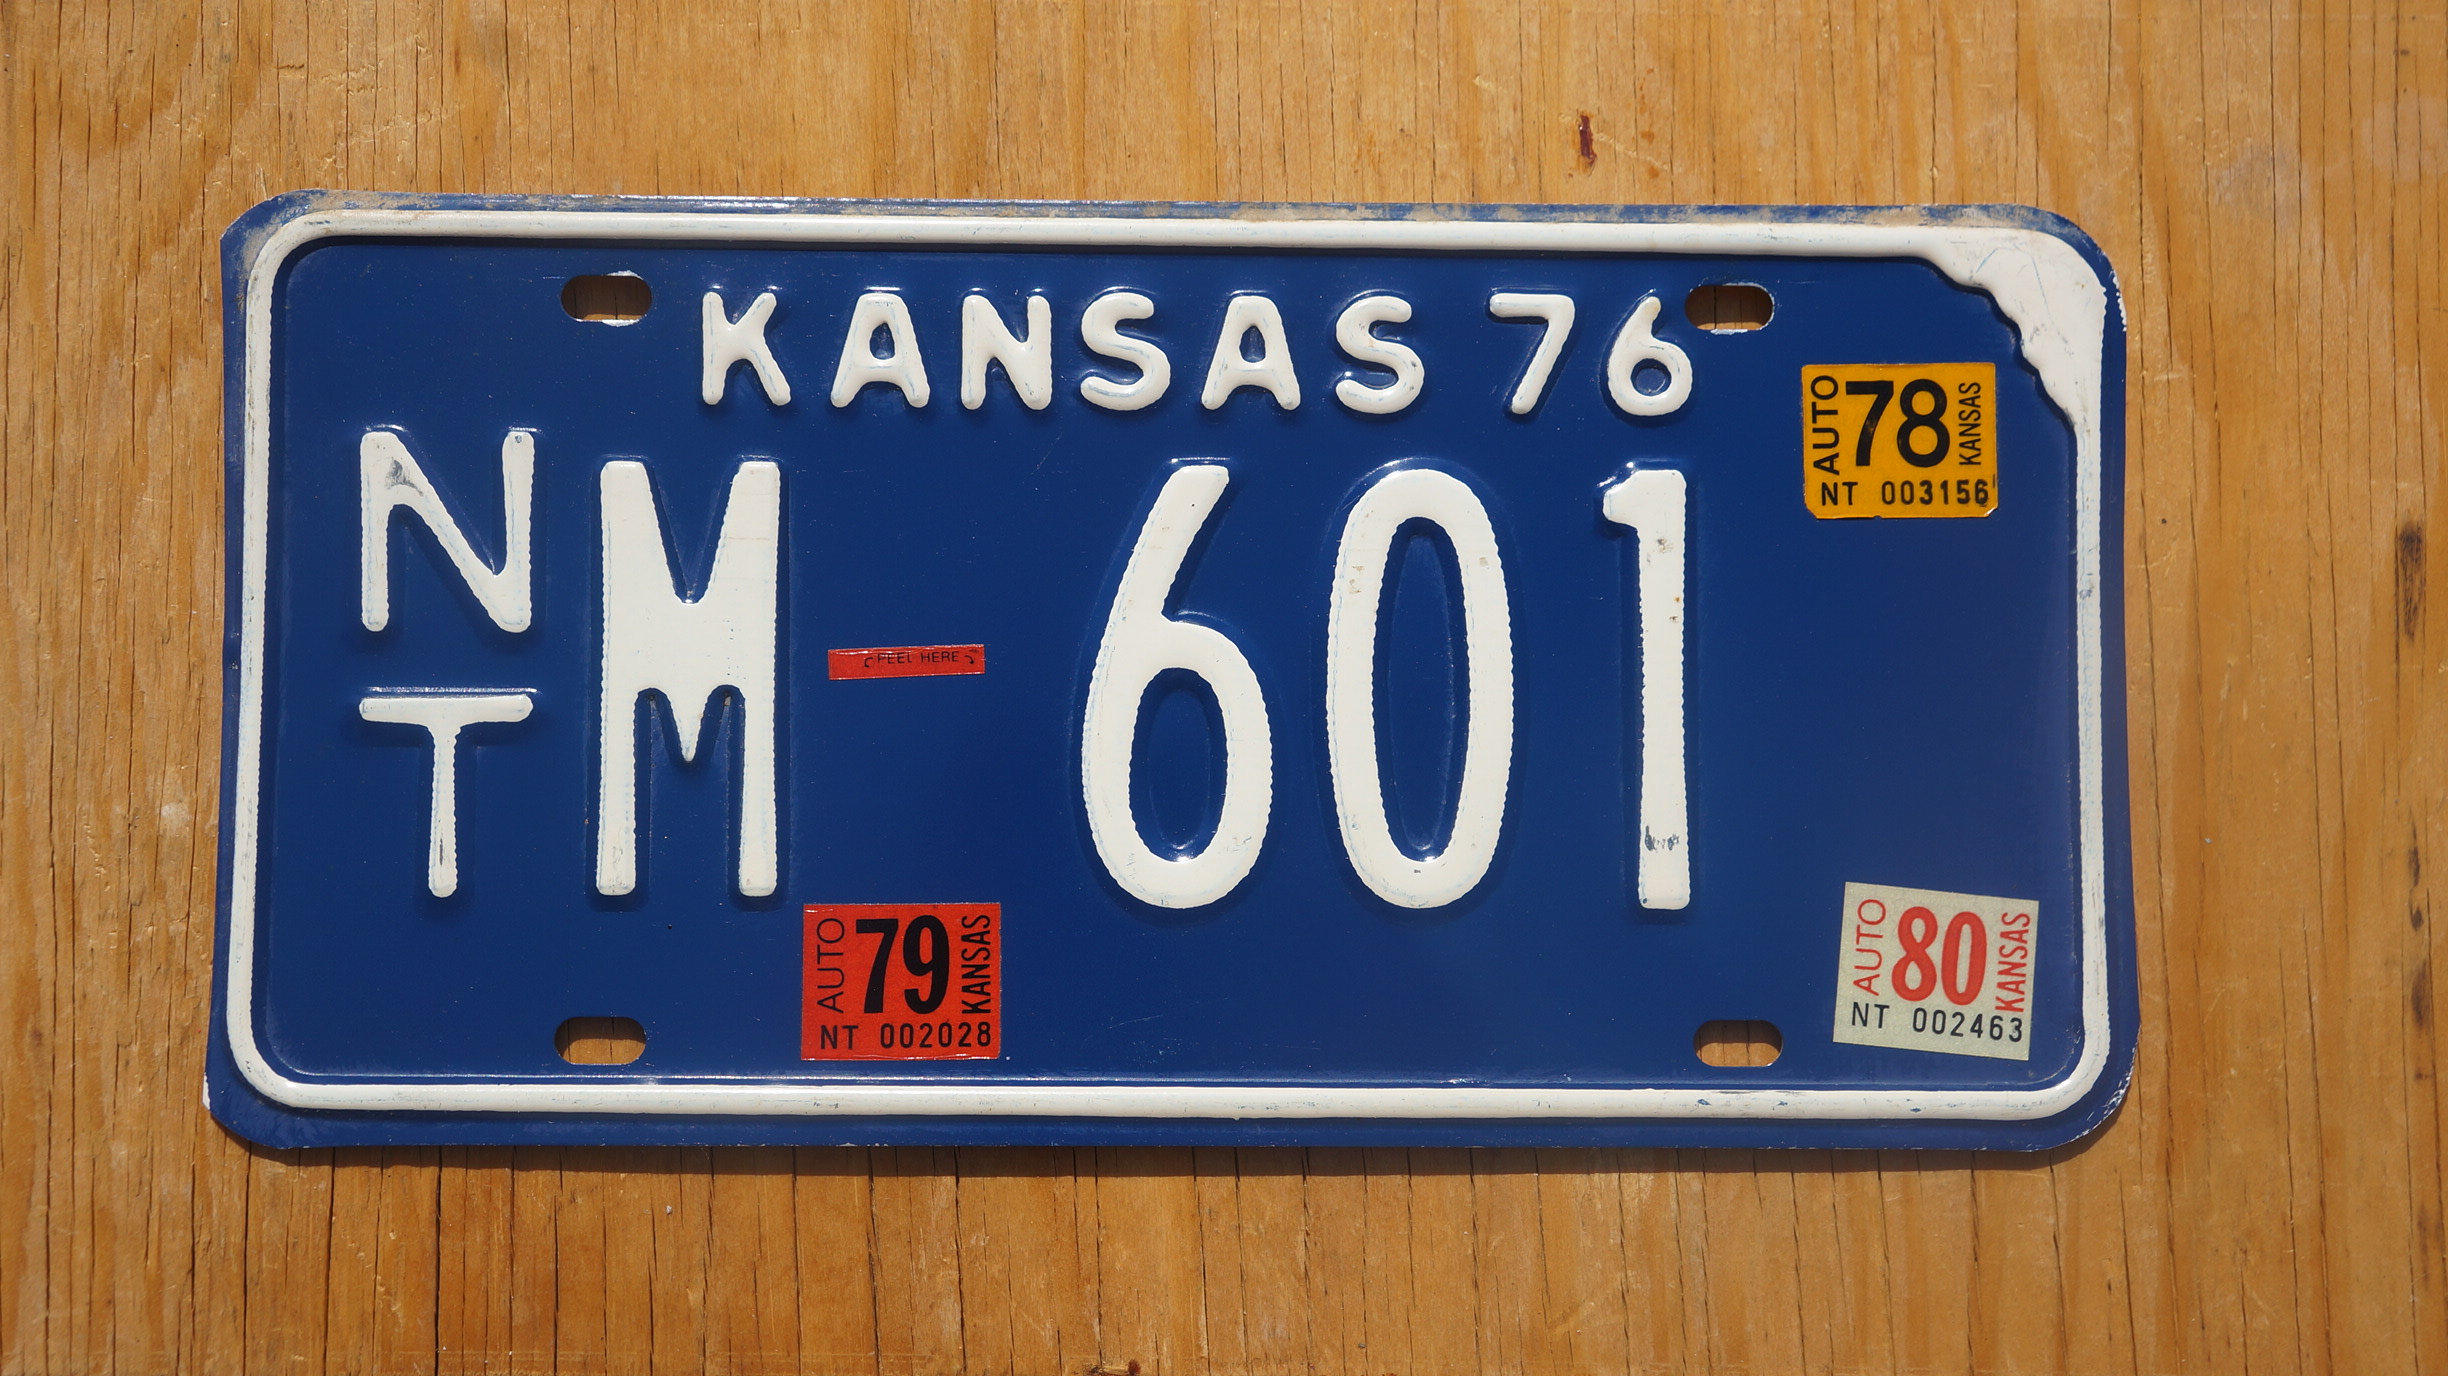 KANSAS 76
N
T
M 601
AUTO 78 KANSAS
NT 003156
PEEL HERE
AUTO 79 KANSAS
NT 002028
AUTO 80 KANSAS
NT 002463